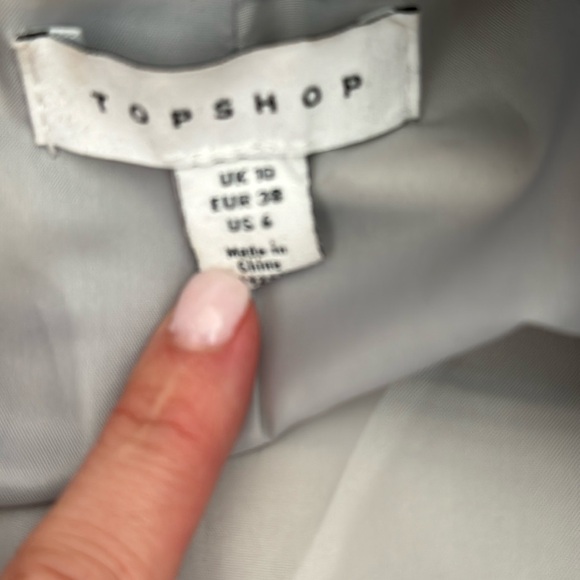 TOPSHOP
UK 10
EUR 38
US 6
Made in
China